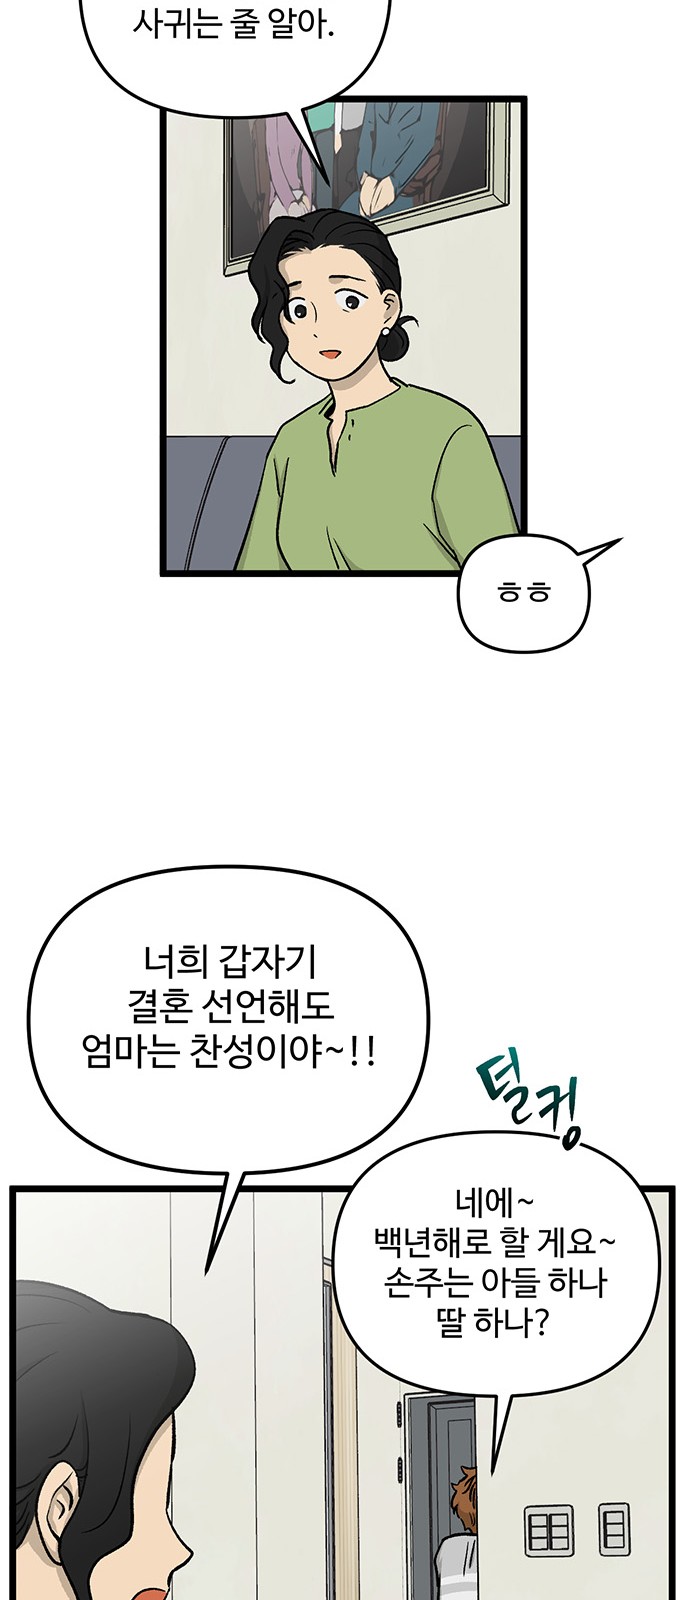 사귀는 줄 알아.
ㅎㅎ
너희 갑자기
결혼 선언해도
엄마는 찬성이야~!!
덜컹
네에~
백년해로 할 게요~
손주는 아들 하나
딸 하나?